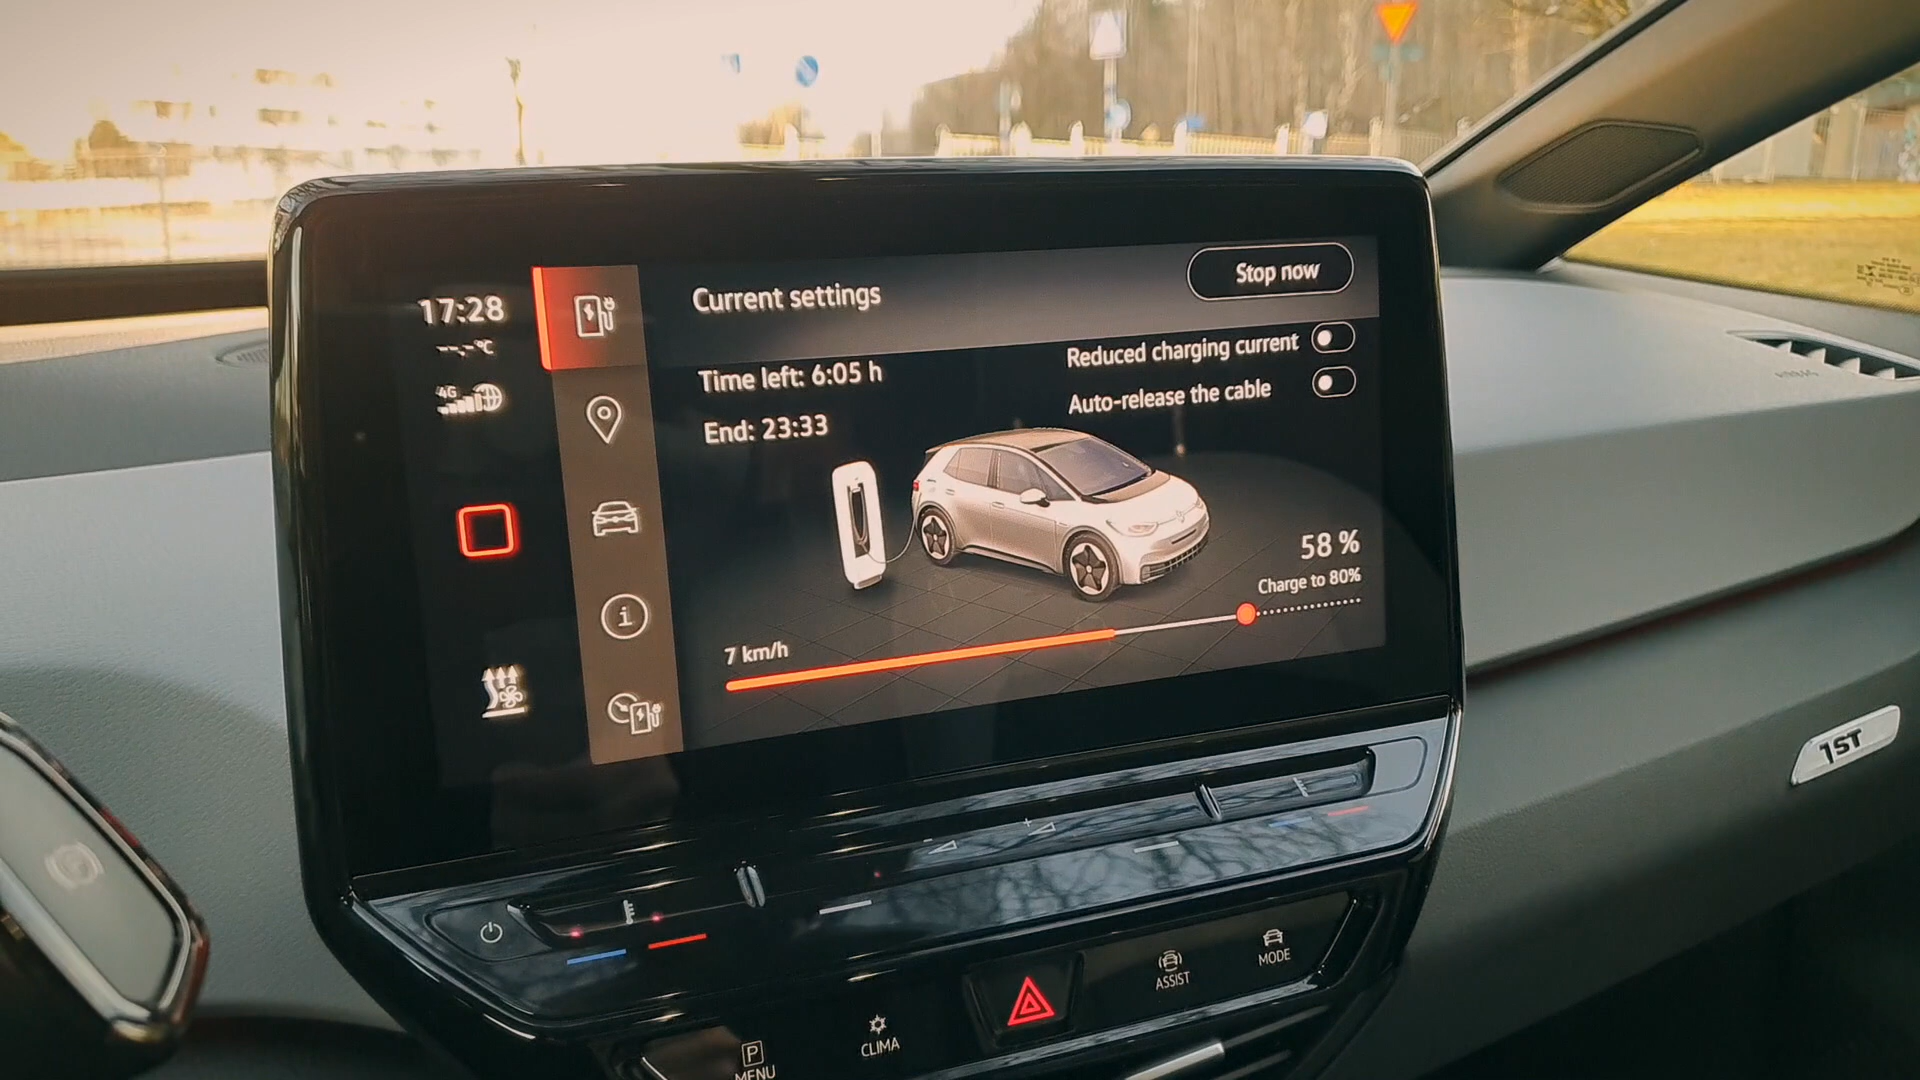 17:28
--,-°C
4G
Current settings
Stop now
Time left: 6:05 h
End: 23:33
Reduced charging current
Auto-release the cable
58 %
Charge to 80%
7 km/h
1ST
P
MENU
CLIMA
ASSIST
MODE